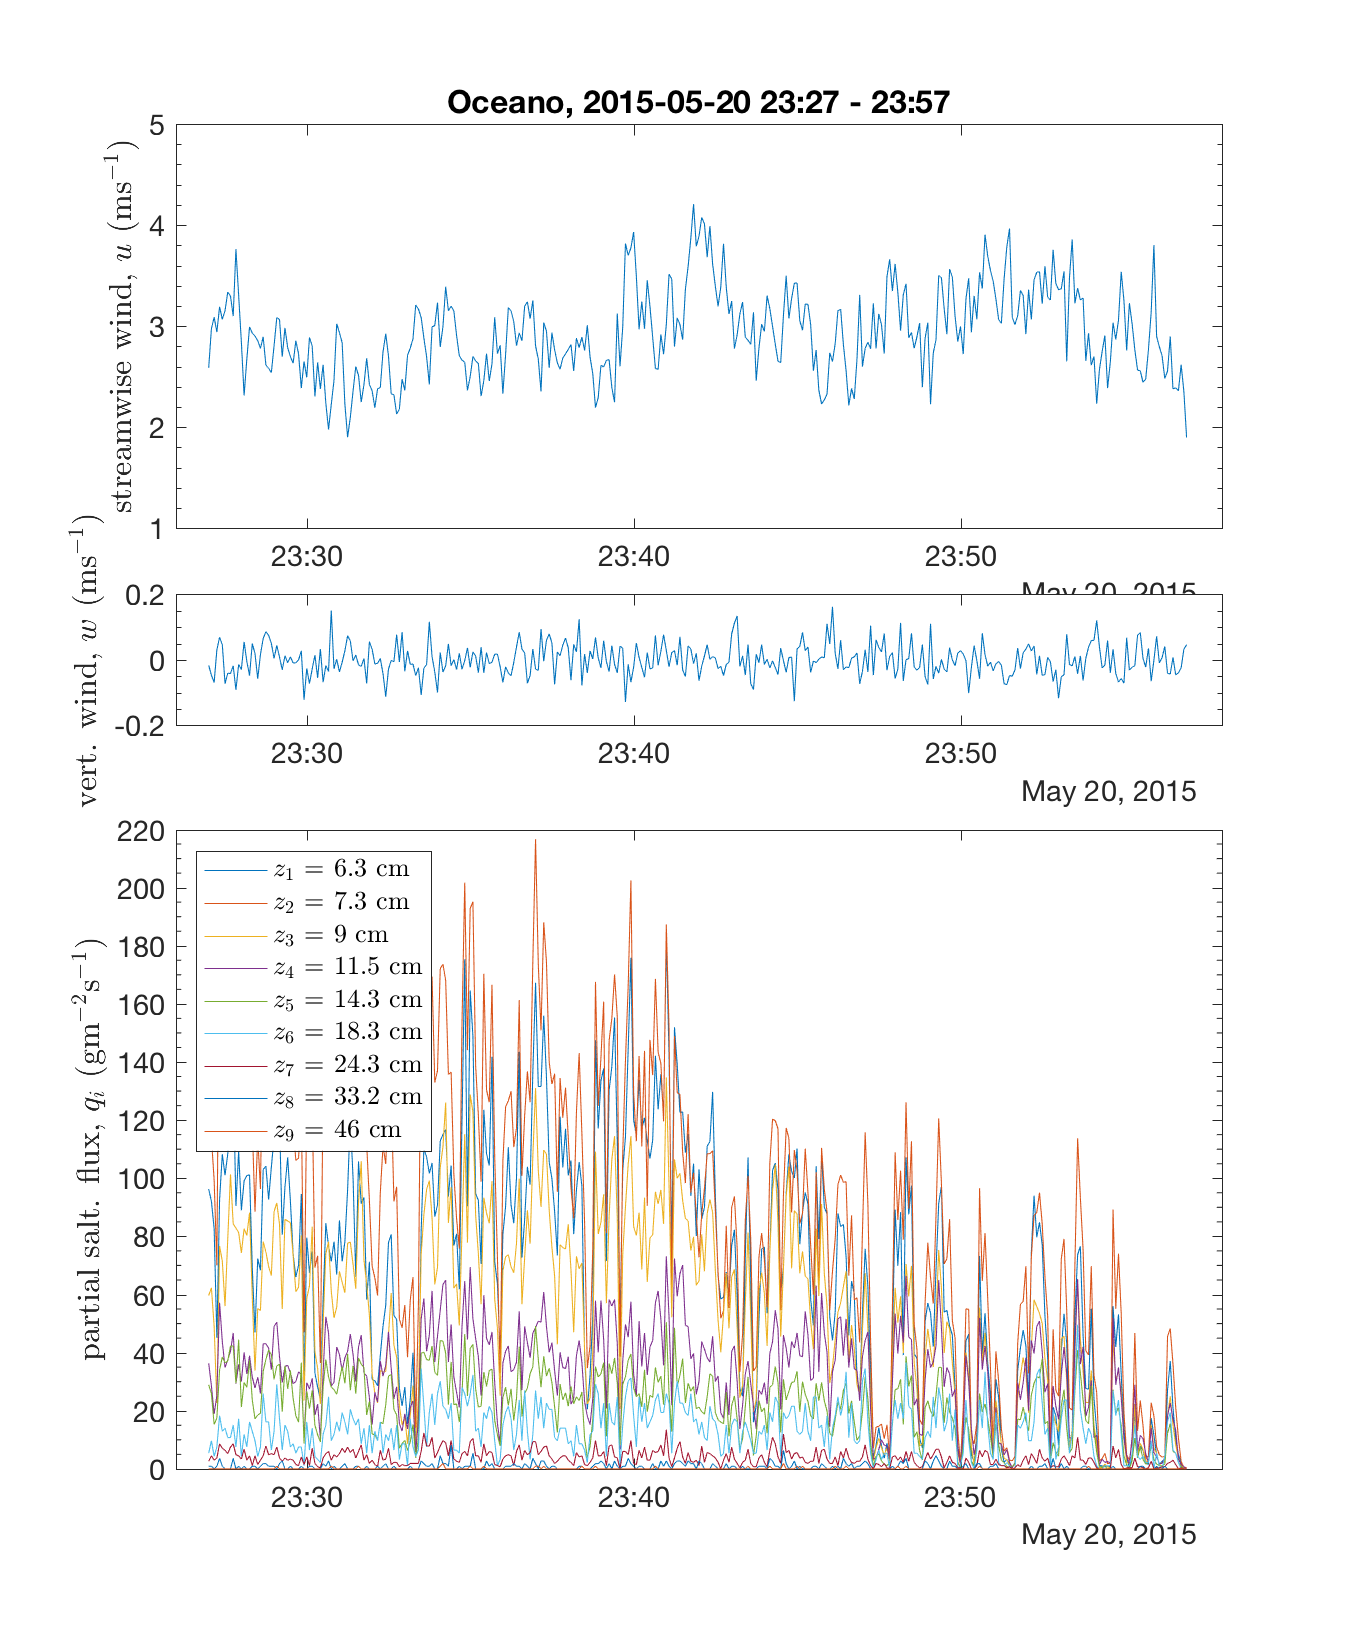 Oceano, 2015-05-20 23:27 - 23:57
streamwise wind, u (ms⁻¹)
5
4
3
2
1
23:30 23:40 23:50
May 20, 2015
vert. wind, w (ms⁻¹)
0.2
0
-0.2
23:30 23:40 23:50
May 20, 2015
partial salt. flux, qᵢ (gm⁻²s⁻¹)
220
200
180
160
140
120
100
80
60
40
20
0
z₁ = 6.3 cm
z₂ = 7.3 cm
z₃ = 9 cm
z₄ = 11.5 cm
z₅ = 14.3 cm
z₆ = 18.3 cm
z₇ = 24.3 cm
z₈ = 33.2 cm
z₉ = 46 cm
23:30 23:40 23:50
May 20, 2015